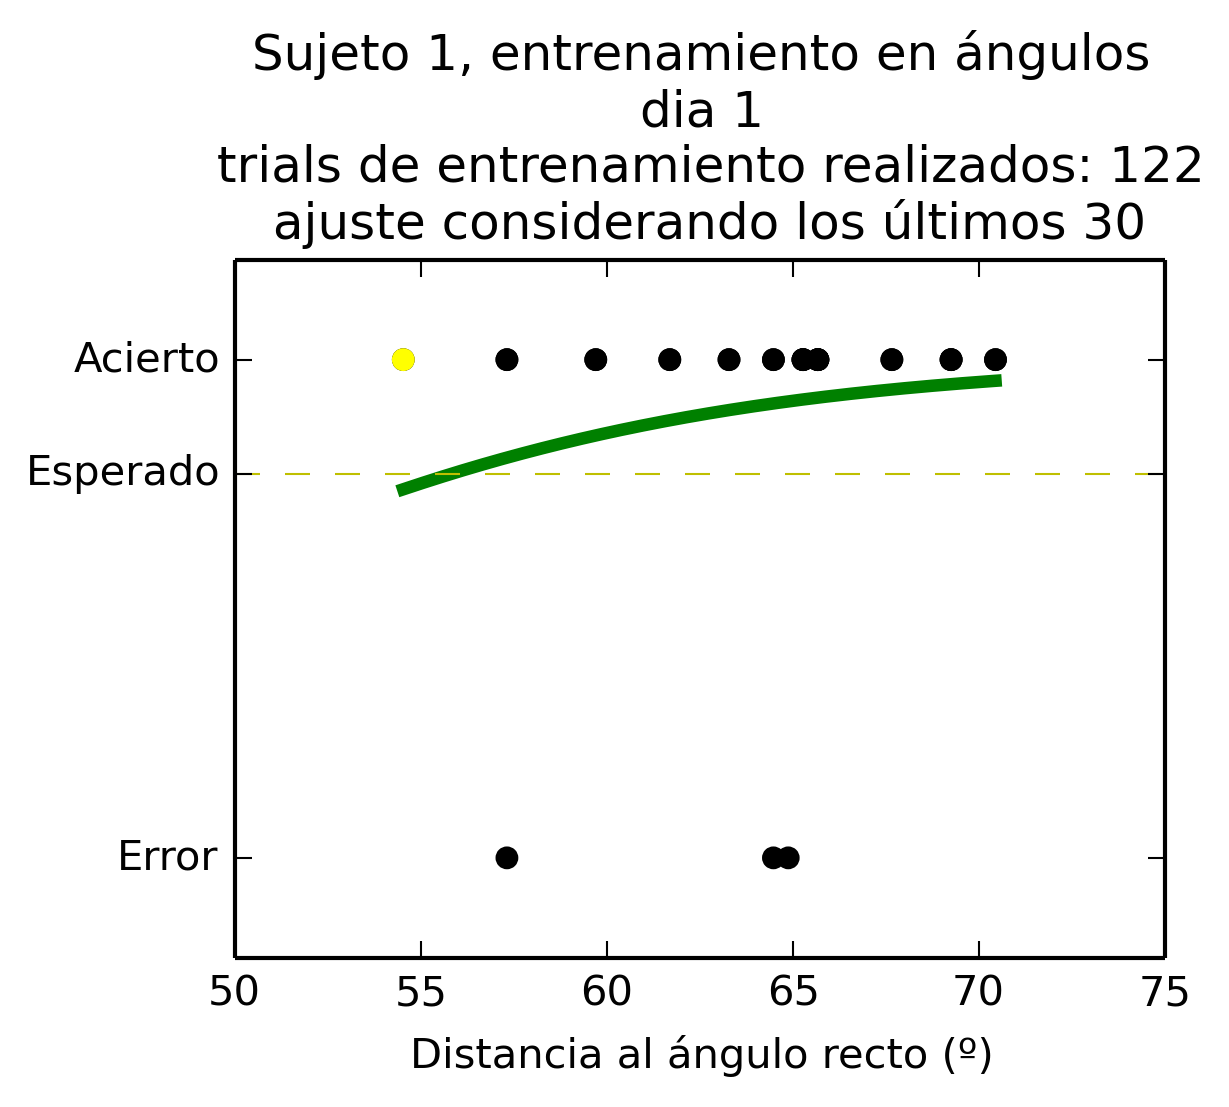 Sujeto 1, entrenamiento en ángulos
dia 1
trials de entrenamiento realizados: 122
ajuste considerando los últimos 30
Acierto
Esperado
Error
50 55 60 65 70 75
Distancia al ángulo recto (º)